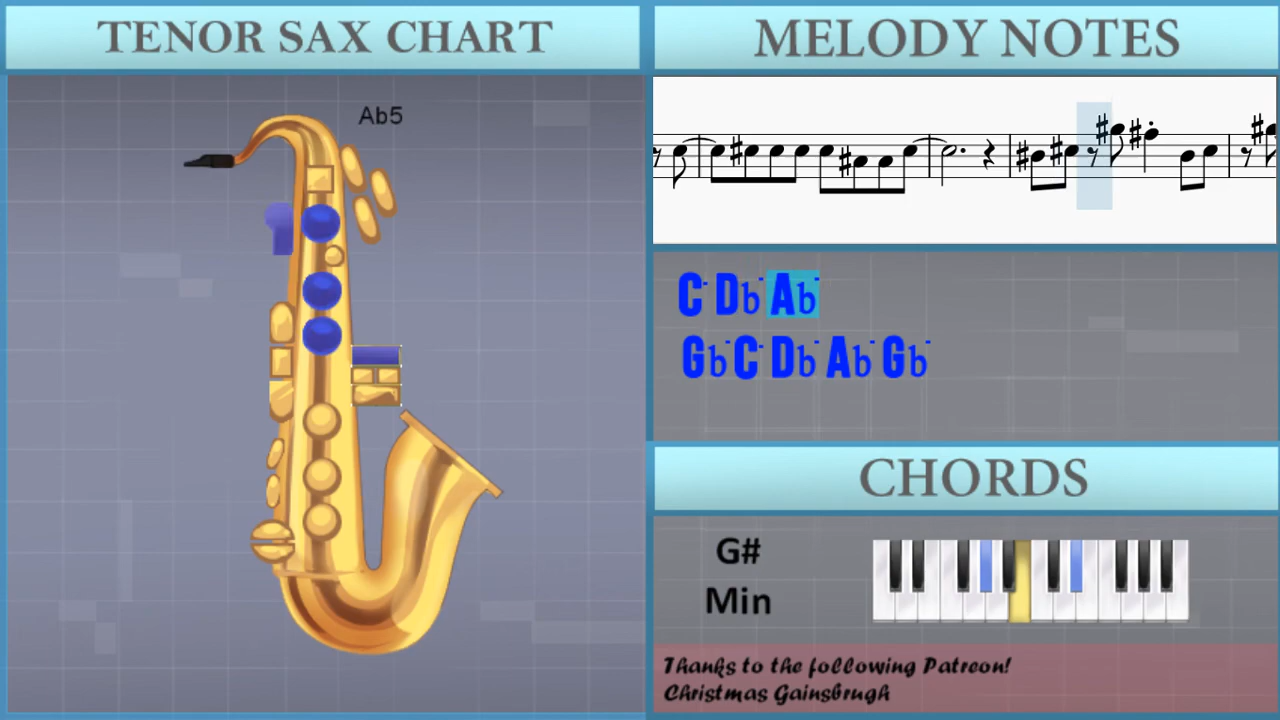 TENOR SAX CHART
Ab5
MELODY NOTES
C- Db- Ab-
Gb- C- Db- Ab- Gb-
CHORDS
G#
Min
Thanks to the following Patreon!
Christmas Gainsbrugh